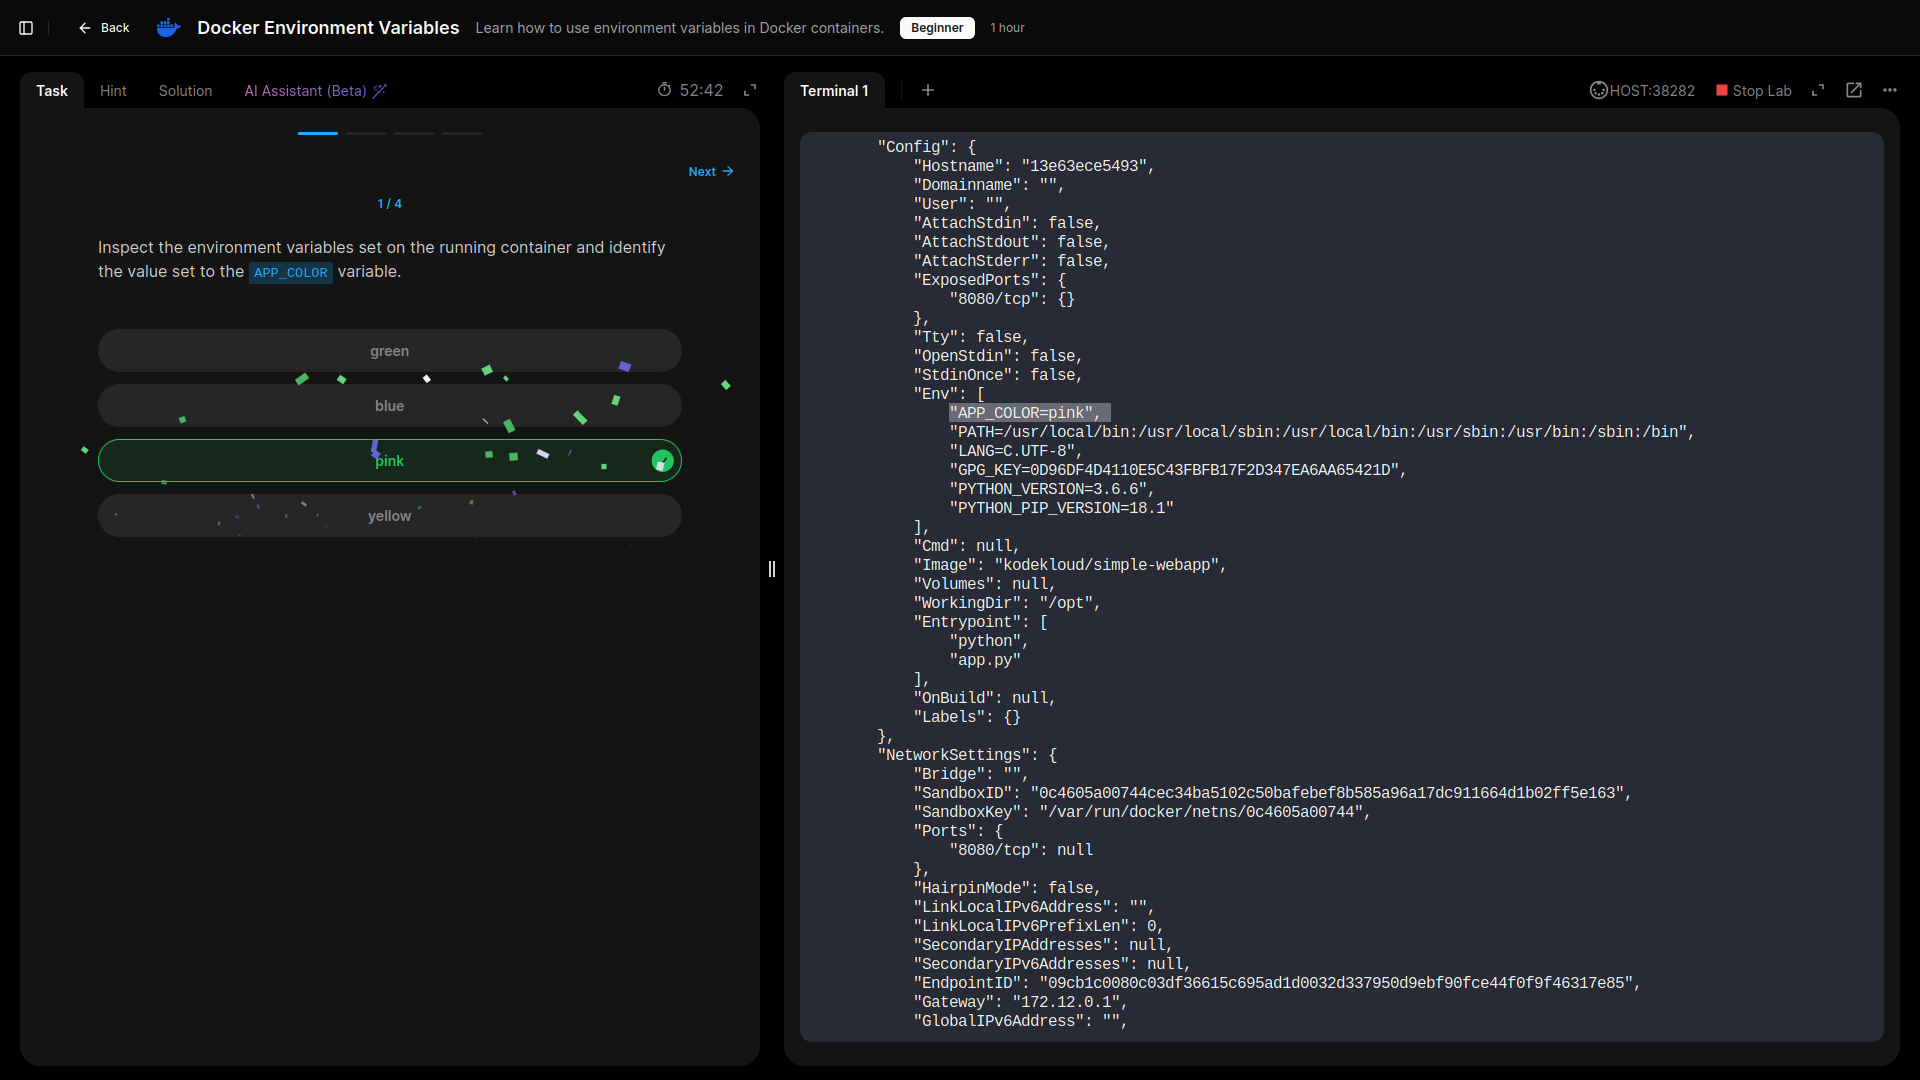 Back
Docker Environment Variables
Learn how to use environment variables in Docker containers.
Beginner
1 hour
Task
Hint
Solution
AI Assistant (Beta)
52:42
Next
1 / 4
Inspect the environment variables set on the running container and identify
the value set to the APP_COLOR variable.
green
blue
pink
yellow
Terminal 1
HOST:38282
Stop Lab
"Config": {
"Hostname": "13e63ece5493",
"Domainname": "",
"User": "",
"AttachStdin": false,
"AttachStdout": false,
"AttachStderr": false,
"ExposedPorts": {
"8080/tcp": {}
},
"Tty": false,
"OpenStdin": false,
"StdinOnce": false,
"Env": [
"APP_COLOR=pink",
"PATH=/usr/local/bin:/usr/local/sbin:/usr/local/bin:/usr/sbin:/usr/bin:/sbin:/bin",
"LANG=C.UTF-8",
"GPG_KEY=0D96DF4D4110E5C43FBFB17F2D347EA6AA65421D",
"PYTHON_VERSION=3.6.6",
"PYTHON_PIP_VERSION=18.1"
],
"Cmd": null,
"Image": "kodekloud/simple-webapp",
"Volumes": null,
"WorkingDir": "/opt",
"Entrypoint": [
"python",
"app.py"
],
"OnBuild": null,
"Labels": {}
},
"NetworkSettings": {
"Bridge": "",
"SandboxID": "0c4605a00744cec34ba5102c50bafebef8b585a96a17dc911664d1b02ff5e163",
"SandboxKey": "/var/run/docker/netns/0c4605a00744",
"Ports": {
"8080/tcp": null
},
"HairpinMode": false,
"LinkLocalIPv6Address": "",
"LinkLocalIPv6PrefixLen": 0,
"SecondaryIPAddresses": null,
"SecondaryIPv6Addresses": null,
"EndpointID": "09cb1c0080c03df36615c695ad1d0032d337950d9ebf90fce44f0f9f46317e85",
"Gateway": "172.12.0.1",
"GlobalIPv6Address": "",